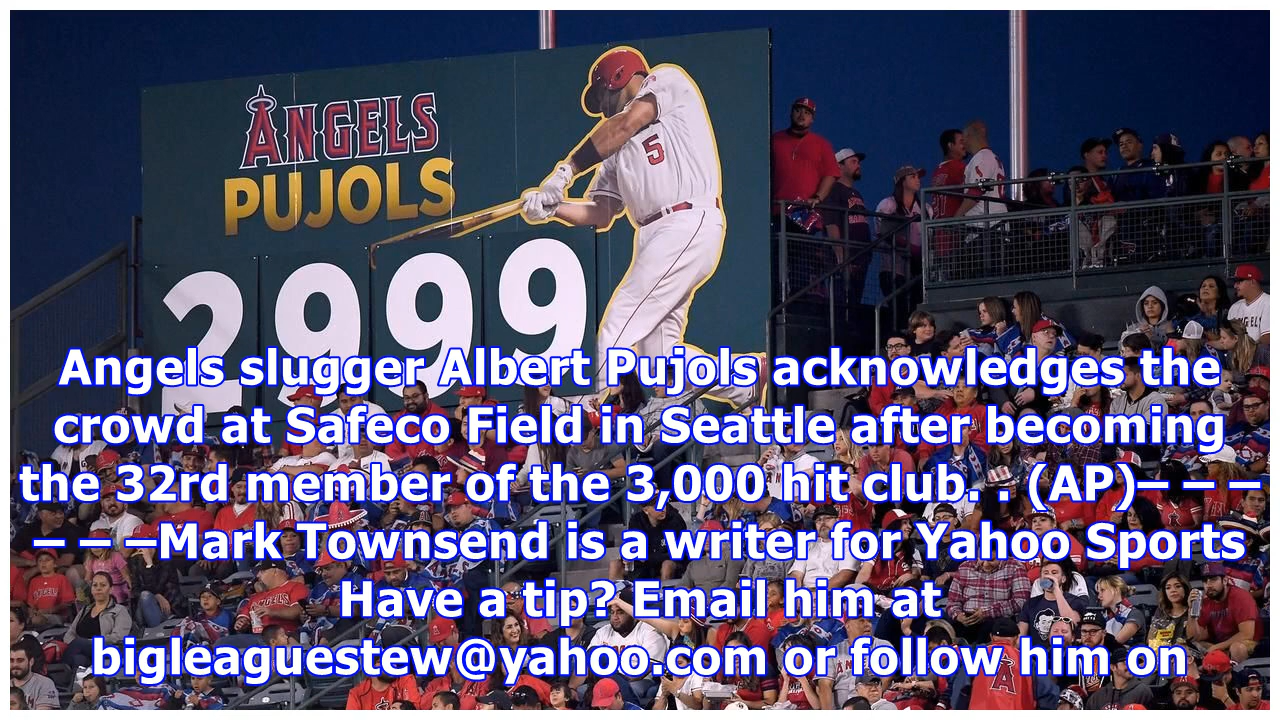 ANGELS
PUJOLS
2999
5
Angels slugger Albert Pujols acknowledges the
crowd at Safeco Field in Seattle after becoming
the 32rd member of the 3,000 hit club. . (AP)– – –
– – –Mark Townsend is a writer for Yahoo Sports
Have a tip? Email him at
bigleaguestew@yahoo.com or follow him on